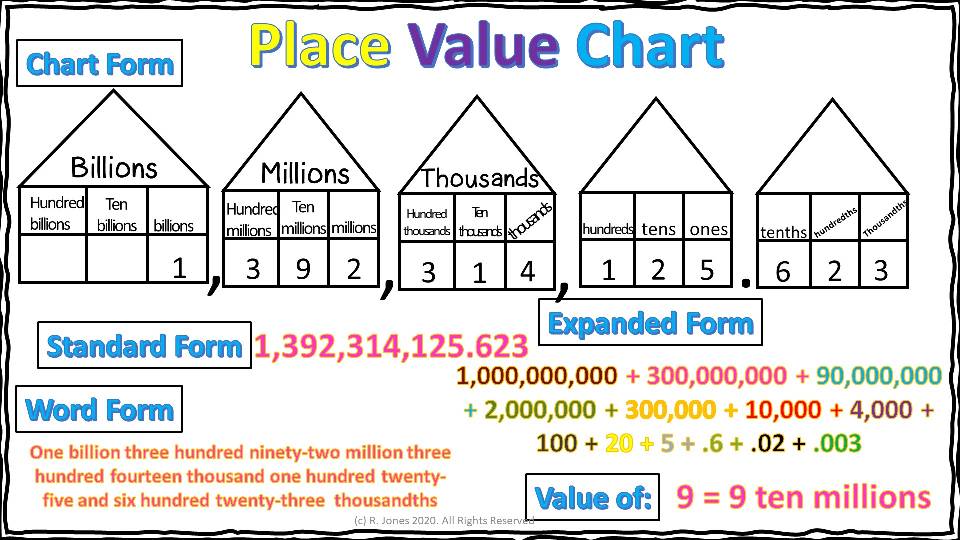 Place Value Chart
Chart Form
Billions
Millions
Thousands
Hundred billions
Ten billions
billions
Hundred millions
Ten millions
millions
Hundred thousands
Ten thousands
thousands
hundreds
tens
ones
tenths
hundredths
Thousandths
1 , 3 9 2 , 3 1 4 , 1 2 5 . 6 2 3
Standard Form
1,392,314,125.623
Expanded Form
1,000,000,000 + 300,000,000 + 90,000,000
+ 2,000,000 + 300,000 + 10,000 + 4,000 +
100 + 20 + 5 + .6 + .02 + .003
Word Form
One billion three hundred ninety-two million three
hundred fourteen thousand one hundred twenty-
five and six hundred twenty-three thousandths
Value of:
9 = 9 ten millions
(c) R. Jones 2020. All Rights Reserved